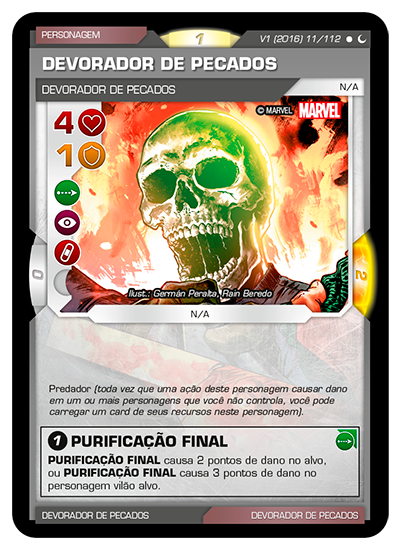 PERSONAGEM
1
V1 (2016) 11/112
DEVORADOR DE PECADOS
DEVORADOR DE PECADOS
N/A
4
© MARVEL MARVEL
1
0
2
Ilust.: Germán Peralta, Rain Beredo
N/A
Predador (toda vez que uma ação deste personagem causar dano
em um ou mais personagens que você não controla, você pode
carregar um card de seus recursos neste personagem).
1 PURIFICAÇÃO FINAL
PURIFICAÇÃO FINAL causa 2 pontos de dano no alvo,
ou PURIFICAÇÃO FINAL causa 3 pontos de dano no
personagem vilão alvo.
DEVORADOR DE PECADOS
DEVORADOR DE PECADOS